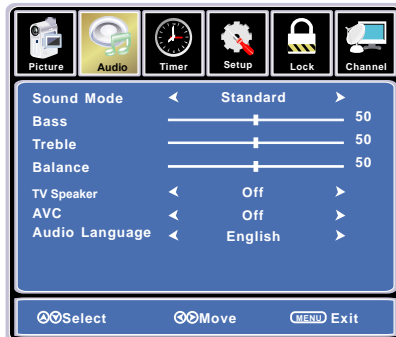 Picture Audio Timer Setup Lock Channel
Sound Mode Standard
Bass 50
Treble 50
Balance 50
TV Speaker Off
AVC Off
Audio Language English
Select Move MENU Exit